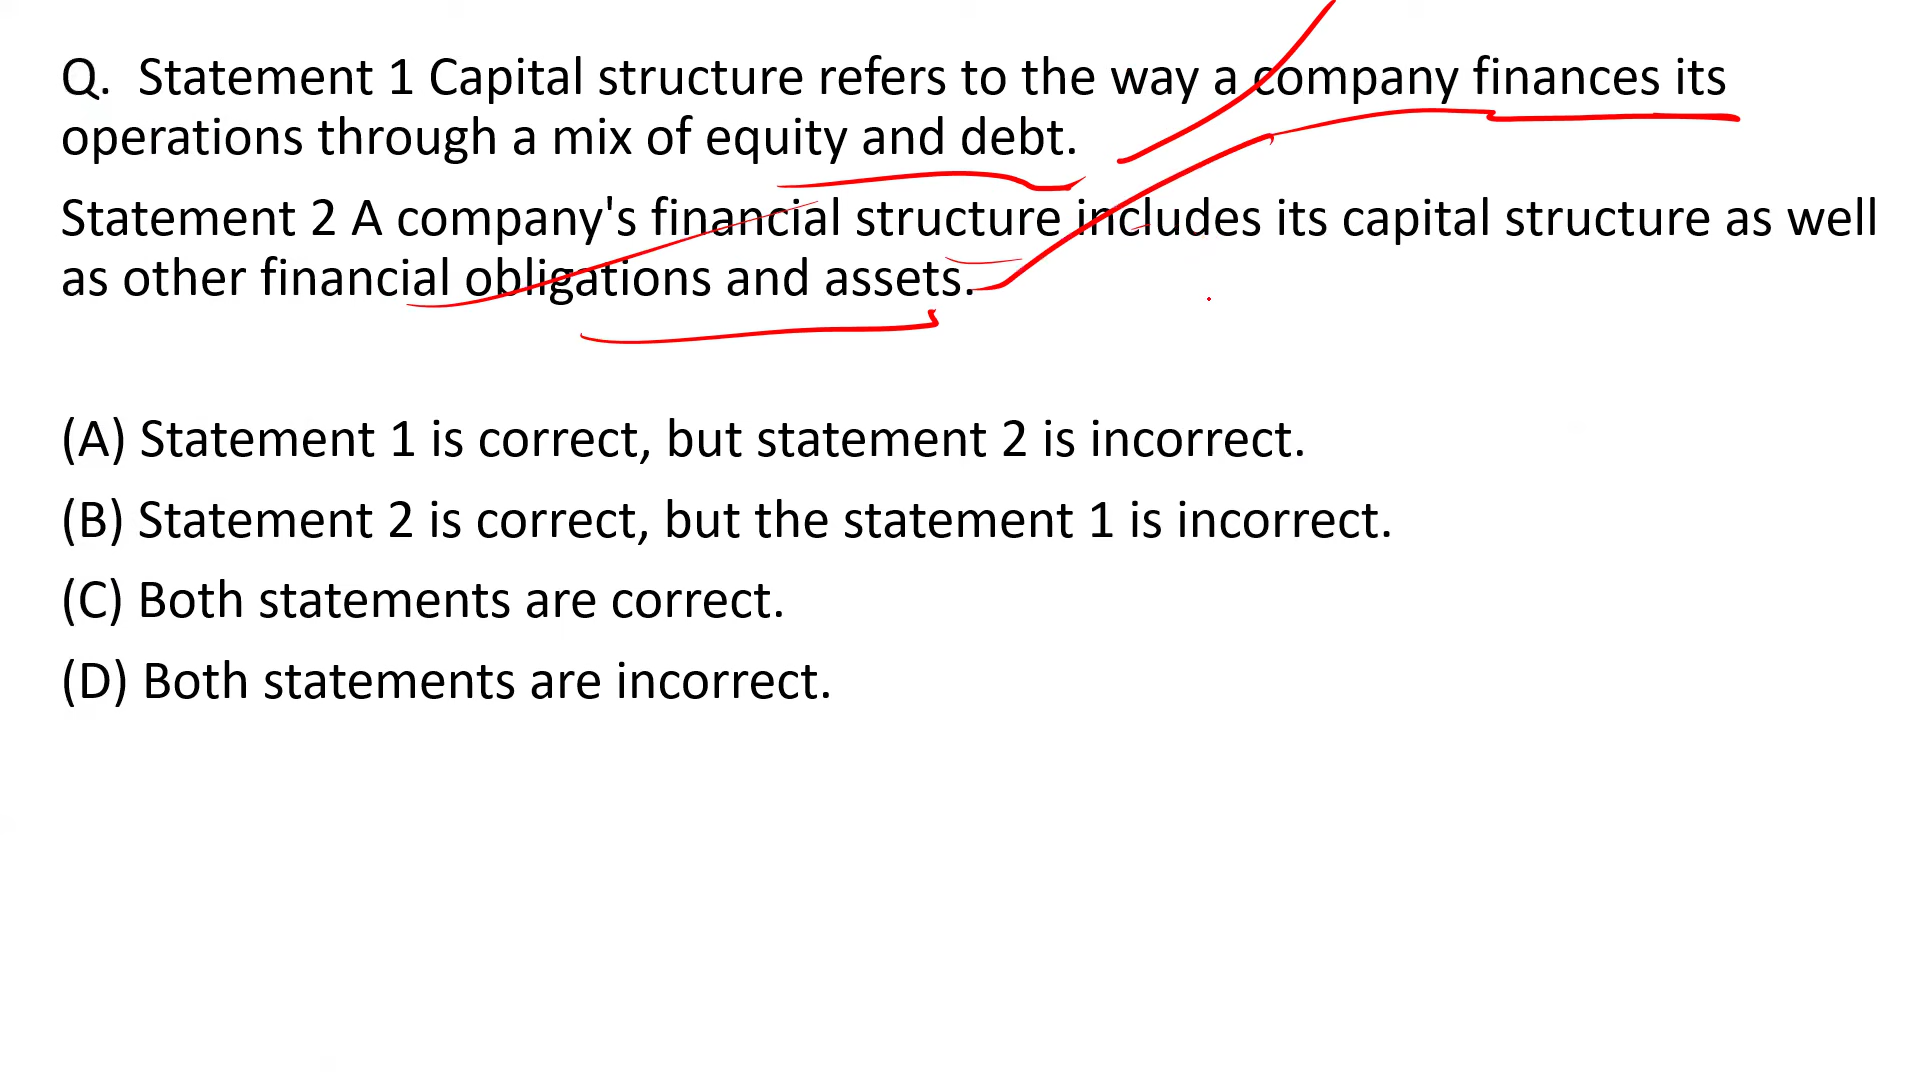 Q. Statement 1 Capital structure refers to the way a company finances its
operations through a mix of equity and debt.
Statement 2 A company's financial structure includes its capital structure as well
as other financial obligations and assets.
(A) Statement 1 is correct, but statement 2 is incorrect.
(B) Statement 2 is correct, but the statement 1 is incorrect.
(C) Both statements are correct.
(D) Both statements are incorrect.